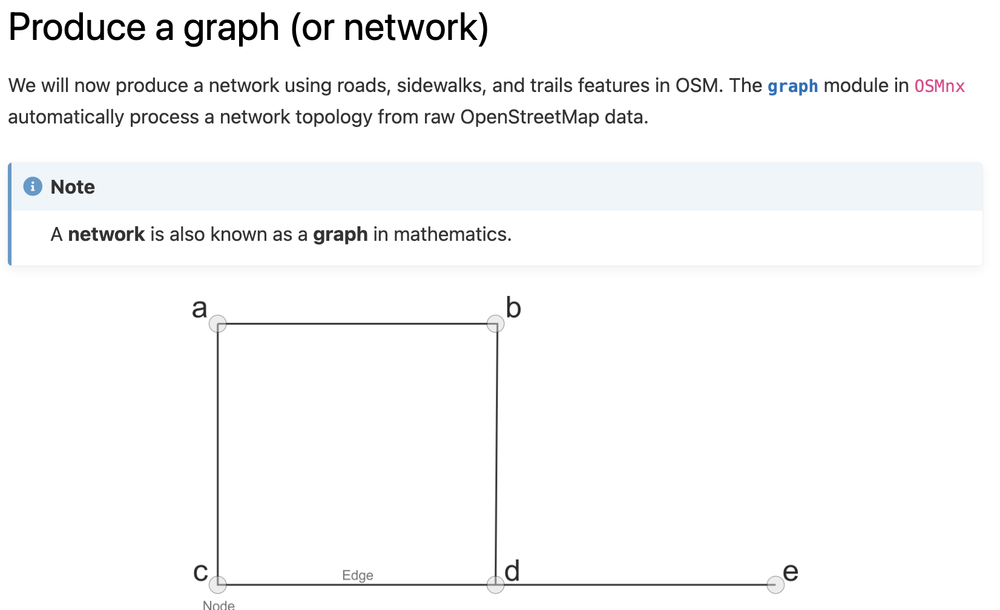 Produce a graph (or network)
We will now produce a network using roads, sidewalks, and trails features in OSM. The graph module in OSMnx
automatically process a network topology from raw OpenStreetMap data.
Note
A network is also known as a graph in mathematics.
a
b
c
Edge
d
e
Node